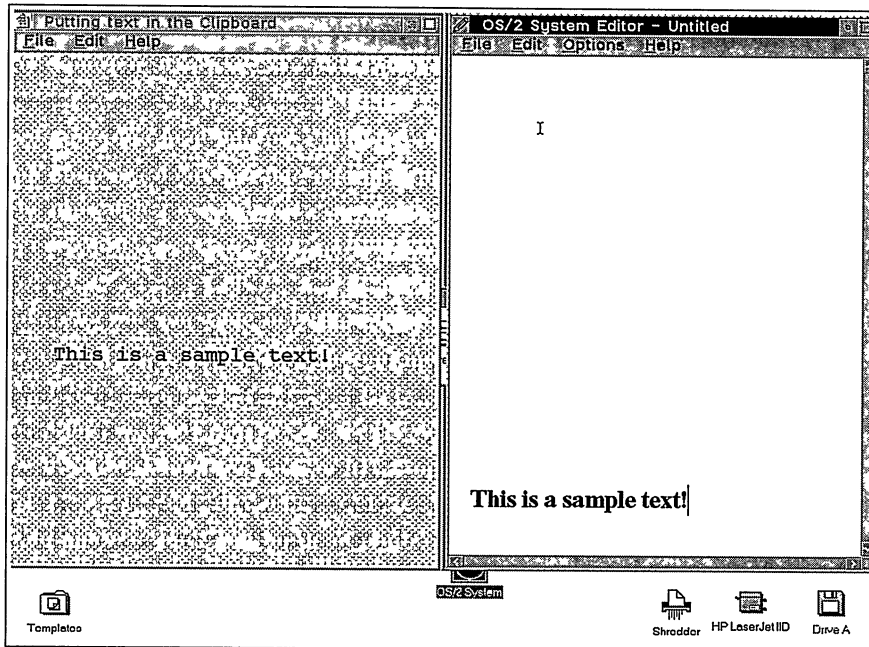 Putting text in the Clipboard
File Edit Help
This is a sample text!
OS/2 System Editor – Untitled
File Edit Options Help
This is a sample text!
OS/2 System
Templates
Shredder
HP LaserJet IID
Drive A